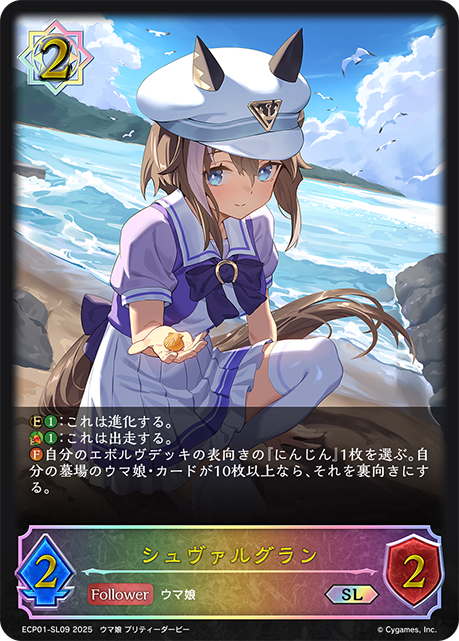 2
E 1：これは進化する。
1：これは出走する。
F 自分のエボルヴデッキの表向きの『にんじん』1枚を選ぶ。自
分の墓場のウマ娘・カードが10枚以上なら、それを裏向きにす
る。
シュヴァルグラン
2
Follower ウマ娘
SL
2
ECP01-SL09 2025 ウマ娘 プリティーダービー
© Cygames, Inc.